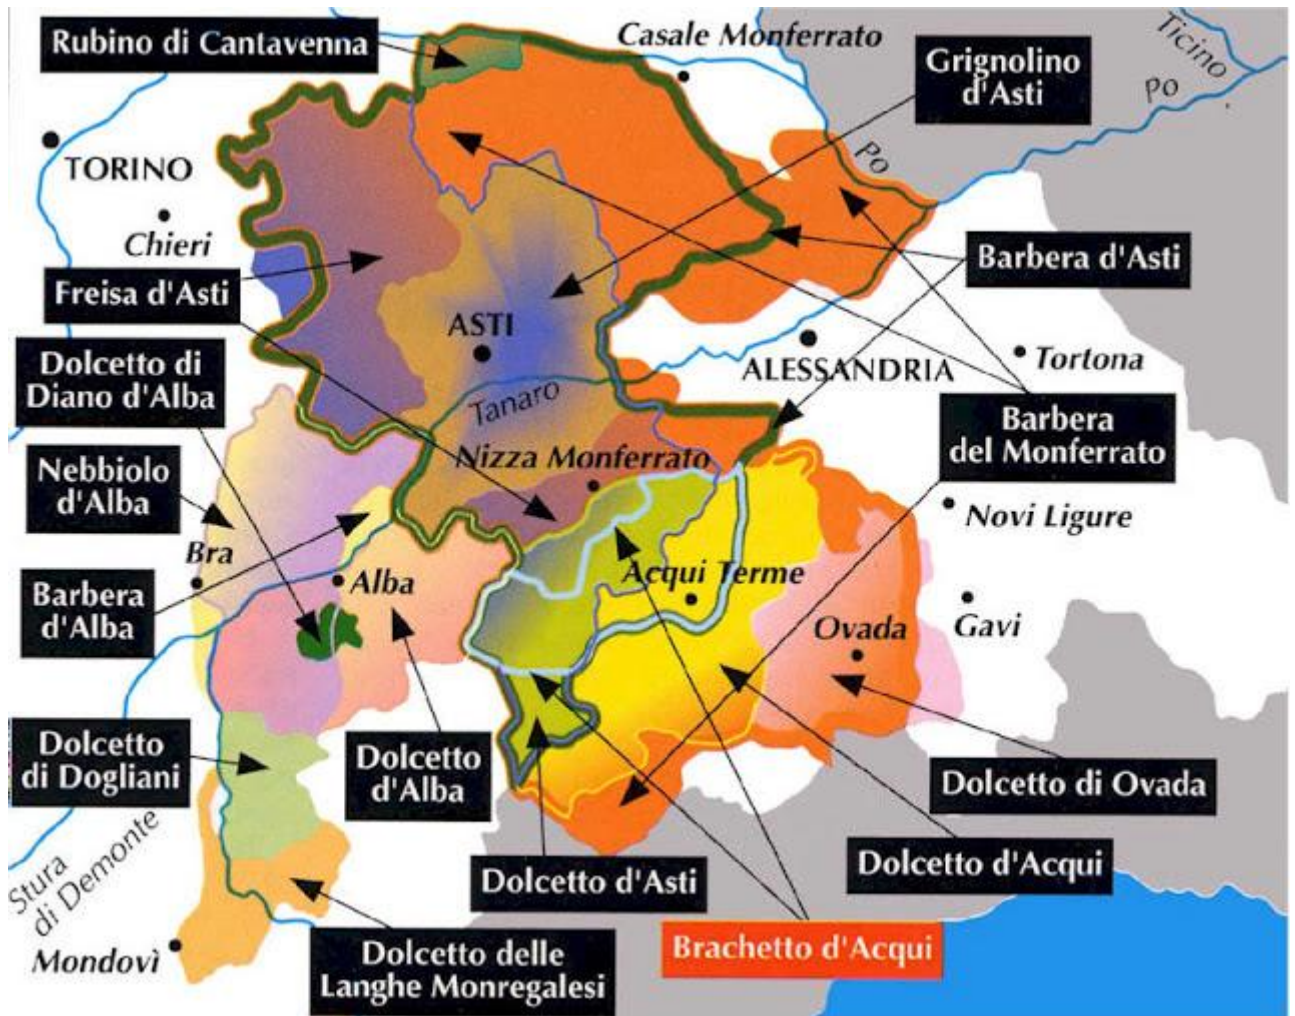 Rubino di Cantavenna
Casale Monferrato
Grignolino
d'Asti
Ticino
Po
Po
TORINO
Chieri
Freisa d'Asti
Barbera d'Asti
ASTI
Dolcetto di
Diano d'Alba
ALESSANDRIA
Tortona
Tanaro
Barbera
del Monferrato
Nizza Monferrato
Nebbiolo
d'Alba
Novi Ligure
Bra
Alba
Acqui Terme
Barbera
d'Alba
Ovada
Gavi
Dolcetto
di Dogliani
Dolcetto
d'Alba
Dolcetto di Ovada
Stura
di Demonte
Dolcetto d'Asti
Dolcetto d'Acqui
Mondovì
Dolcetto delle
Langhe Monregalesi
Brachetto d'Acqui